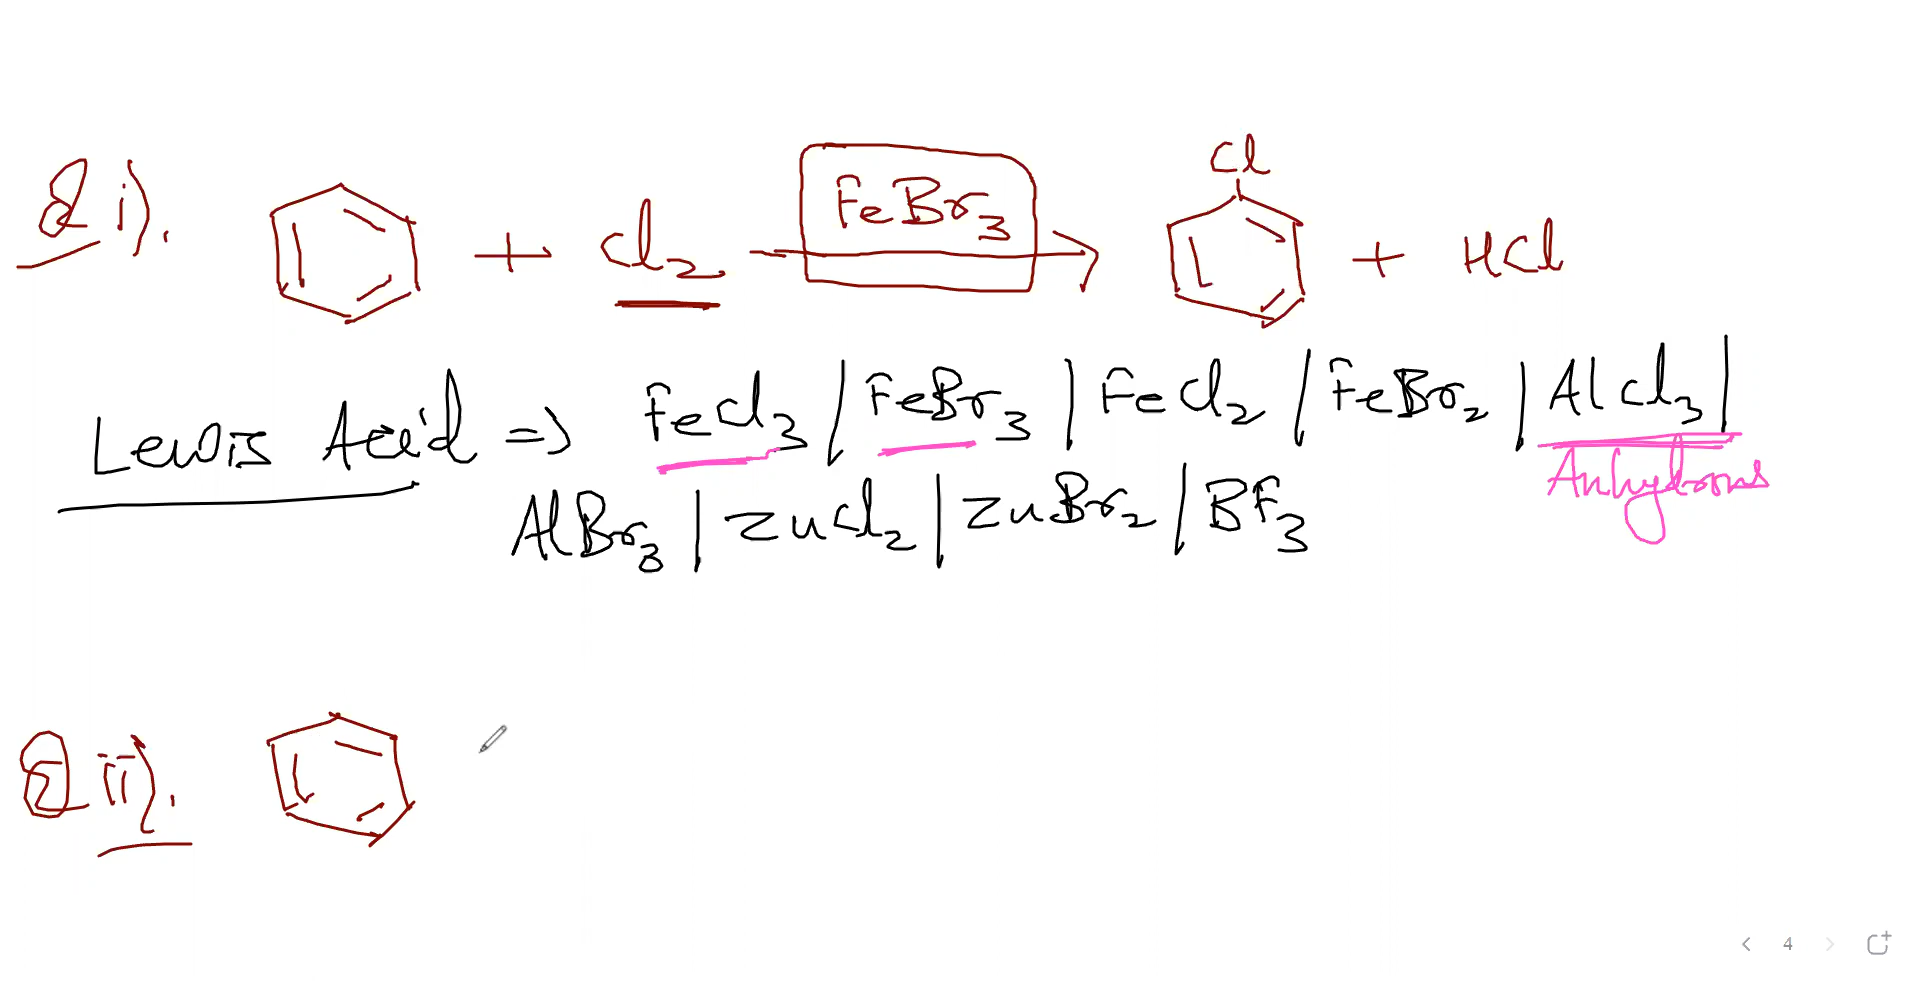 Q i).
Cl
+ Cl₂ FeBr₃ → + HCl
Lewis Acid ⇒ FeCl₃ | FeBr₃ | FeCl₂ | FeBr₂ | AlCl₃ |
Anhydrous
AlBr₃ | ZnCl₂ | ZnBr₂ | BF₃
Q ii).
4